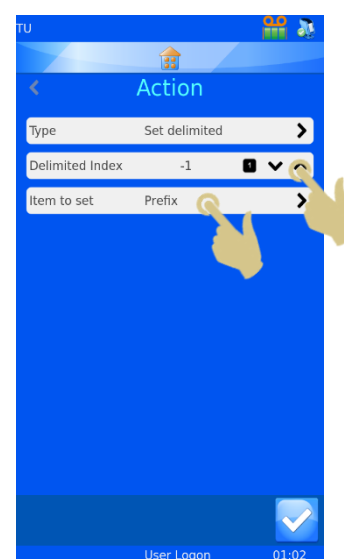 TU
Action
Type Set delimited
Delimited Index -1 1
Item to set Prefix
User Logon 01:02